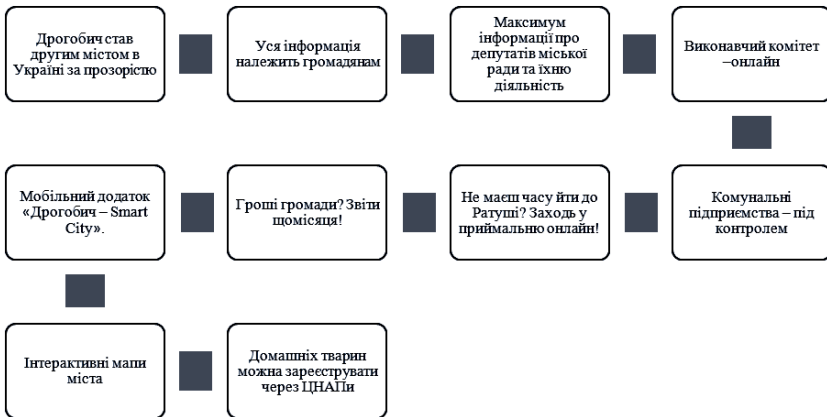 Дрогобич став
другим містом в
Україні за прозорістю
Уся інформація
належить громадянам
Максимум
інформації про
депутатів міської
ради та їхню
діяльність
Виконавчий комітет
–онлайн
Комунальні
підприємства – під
контролем
Не маєш часу йти до
Ратуші? Заходь у
приймальню онлайн!
Гроші громади? Звіти
щомісяця!
Мобільний додаток
«Дрогобич – Smart
City».
Інтерактивні мапи
міста
Домашніх тварин
можна зареєструвати
через ЦНАПи